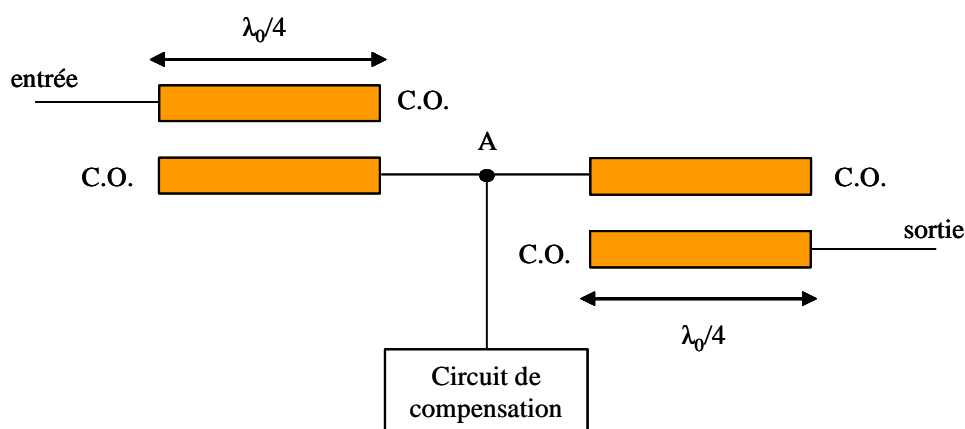 λ₀/4
entrée
C.O.
A
C.O.
C.O.
sortie
C.O.
λ₀/4
Circuit de
compensation